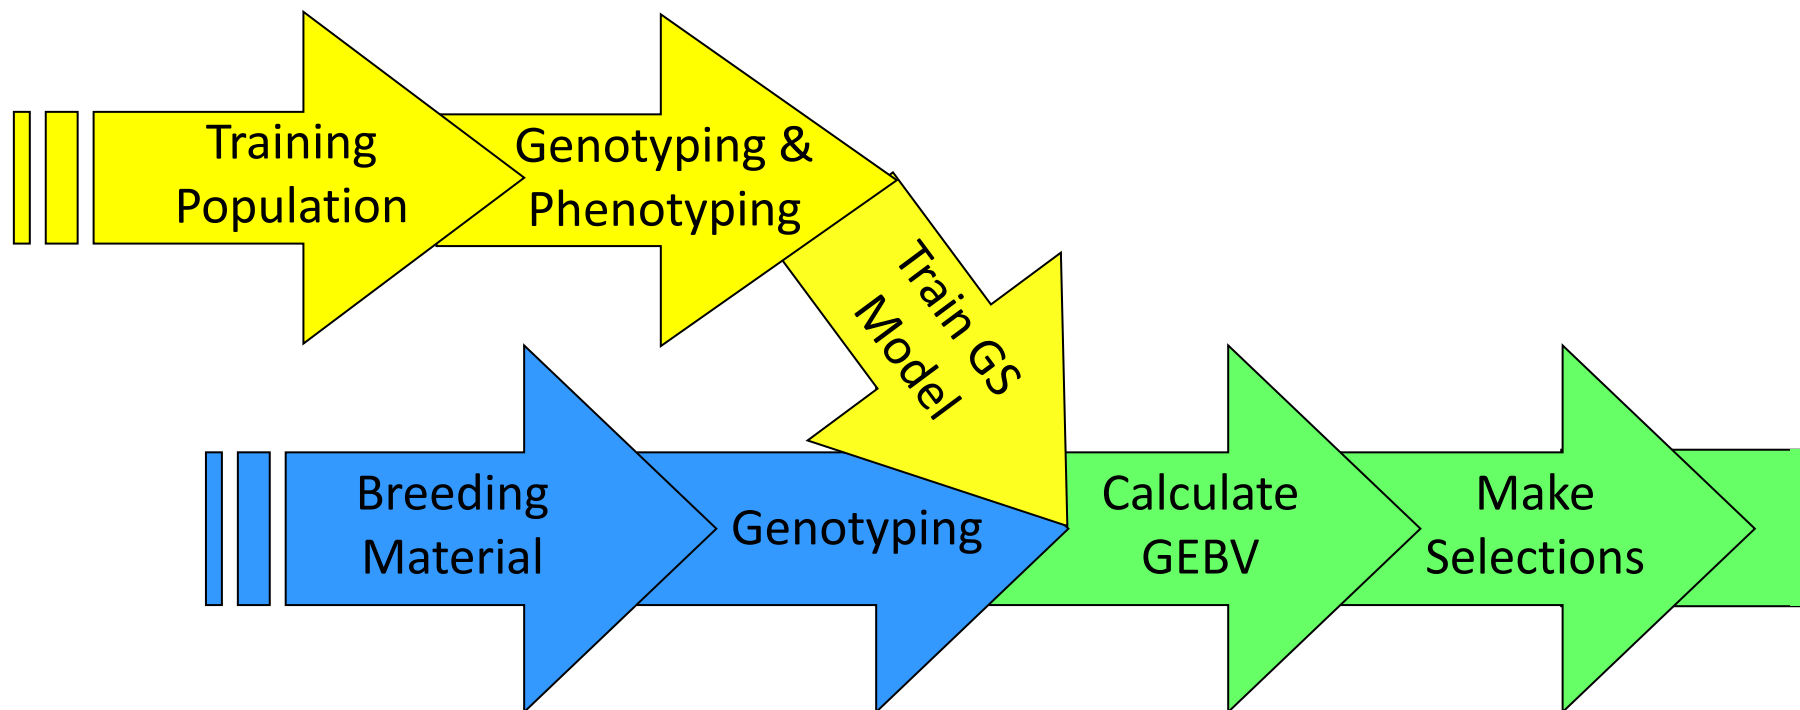 Training
Population
Genotyping &
Phenotyping
Train GS
Model
Breeding
Material
Genotyping
Calculate
GEBV
Make
Selections